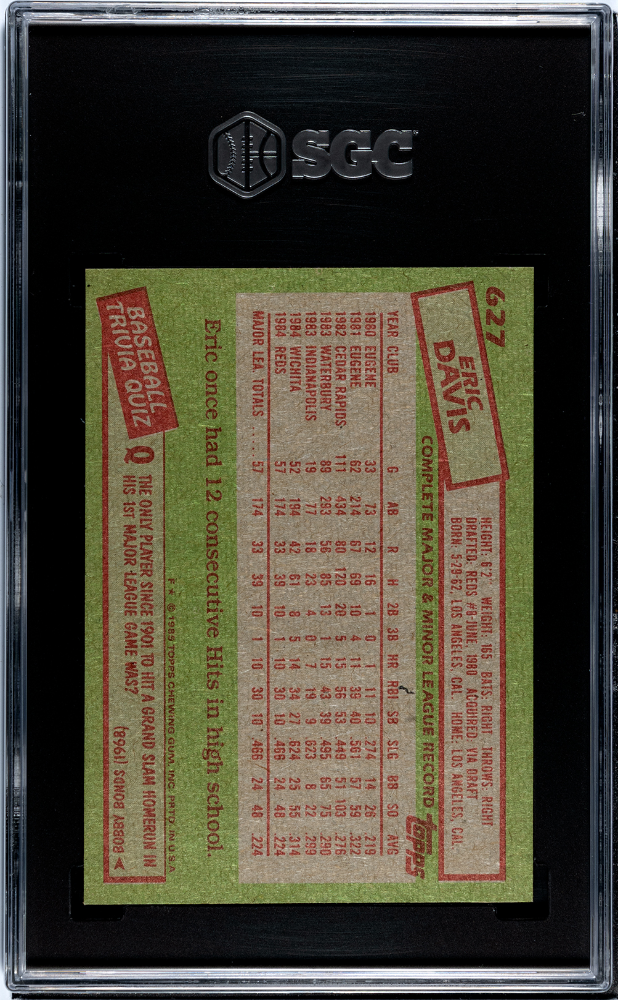 SGC
627
ERIC
DAVIS
HEIGHT: 6'2" WEIGHT: 165 BATS: RIGHT THROWS: RIGHT
DRAFTED: REDS #8-JUNE, 1980 ACQUIRED: VIA DRAFT
BORN: 5-29-62, LOS ANGELES, CAL. HOME: LOS ANGELES, CAL.
COMPLETE MAJOR & MINOR LEAGUE RECORD
topps
YEAR CLUB G AB R H 2B 3B HR RBI SB SLG BB SO AVG
1980 EUGENE 33 73 12 16 1 0 1 11 10 .274 14 26 .219
1981 EUGENE 62 214 67 69 10 4 11 39 40 .561 57 59 .322
1982 CEDAR RAPIDS 111 434 80 120 20 5 15 56 53 .449 51 103 .276
1983 WATERBURY 89 293 56 85 13 1 15 43 39 .495 65 75 .290
1983 INDIANAPOLIS 19 77 18 23 4 0 7 19 9 .623 8 22 .299
1984 WICHITA 52 194 42 61 8 5 14 34 27 .624 25 55 .314
1984 REDS 57 174 33 39 10 1 10 30 10 .466 24 48 .224
MAJOR LEA. TOTALS ..... 57 174 33 39 10 1 10 30 10 .466 24 48 .224
Eric once had 12 consecutive Hits in high school.
F. * © 1985 TOPPS CHEWING GUM, INC. PRTD. IN U.S.A.
BASEBALL
TRIVIA QUIZ
Q THE ONLY PLAYER SINCE 1901 TO HIT A GRAND SLAM HOMERUN IN
HIS 1ST MAJOR LEAGUE GAME WAS?
BOBBY BONDS (1968)